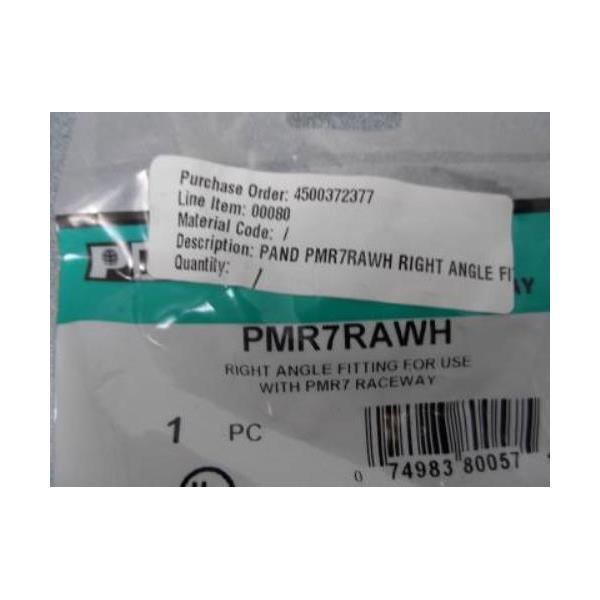 Purchase Order: 4500372377
Line Item: 00080
Material Code: /
Description: PAND PMR7RAWH RIGHT ANGLE FI
Quantity: /
PMR7RAWH
RIGHT ANGLE FITTING FOR USE
WITH PMR7 RACEWAY
1 PC
0 74983 80057